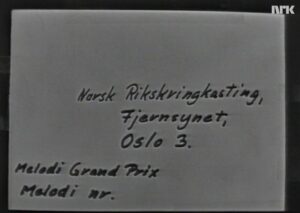 NRK
Norsk Rikskringkasting,
Fjernsynet,
Oslo 3.
Melodi Grand Prix
Melodi nr.